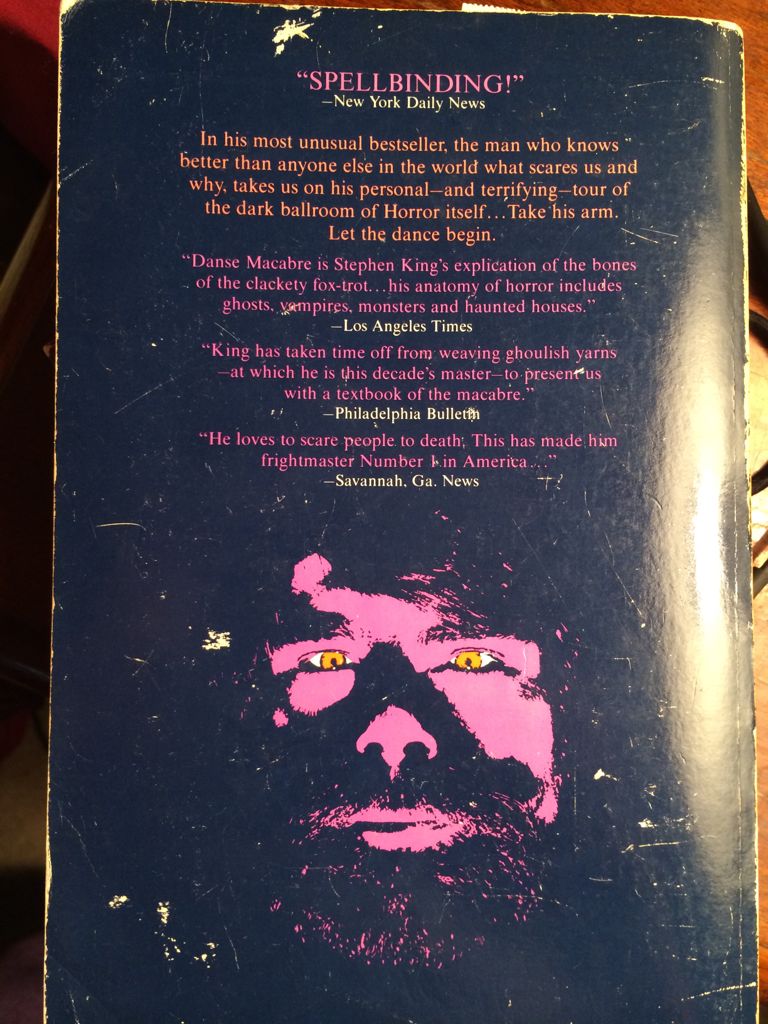 “SPELLBINDING!”
—New York Daily News
In his most unusual bestseller, the man who knows
better than anyone else in the world what scares us and
why, takes us on his personal—and terrifying—tour of
the dark ballroom of Horror itself...Take his arm.
Let the dance begin.
“Danse Macabre is Stephen King’s explication of the bones
of the clackety fox-trot...his anatomy of horror includes
ghosts, vampires, monsters and haunted houses.”
—Los Angeles Times
“King has taken time off from weaving ghoulish yarns
—at which he is this decade’s master—to present us
with a textbook of the macabre.”
—Philadelphia Bulletin
“He loves to scare people to death. This has made him
frightmaster Number 1 in America....”
—Savannah, Ga. News